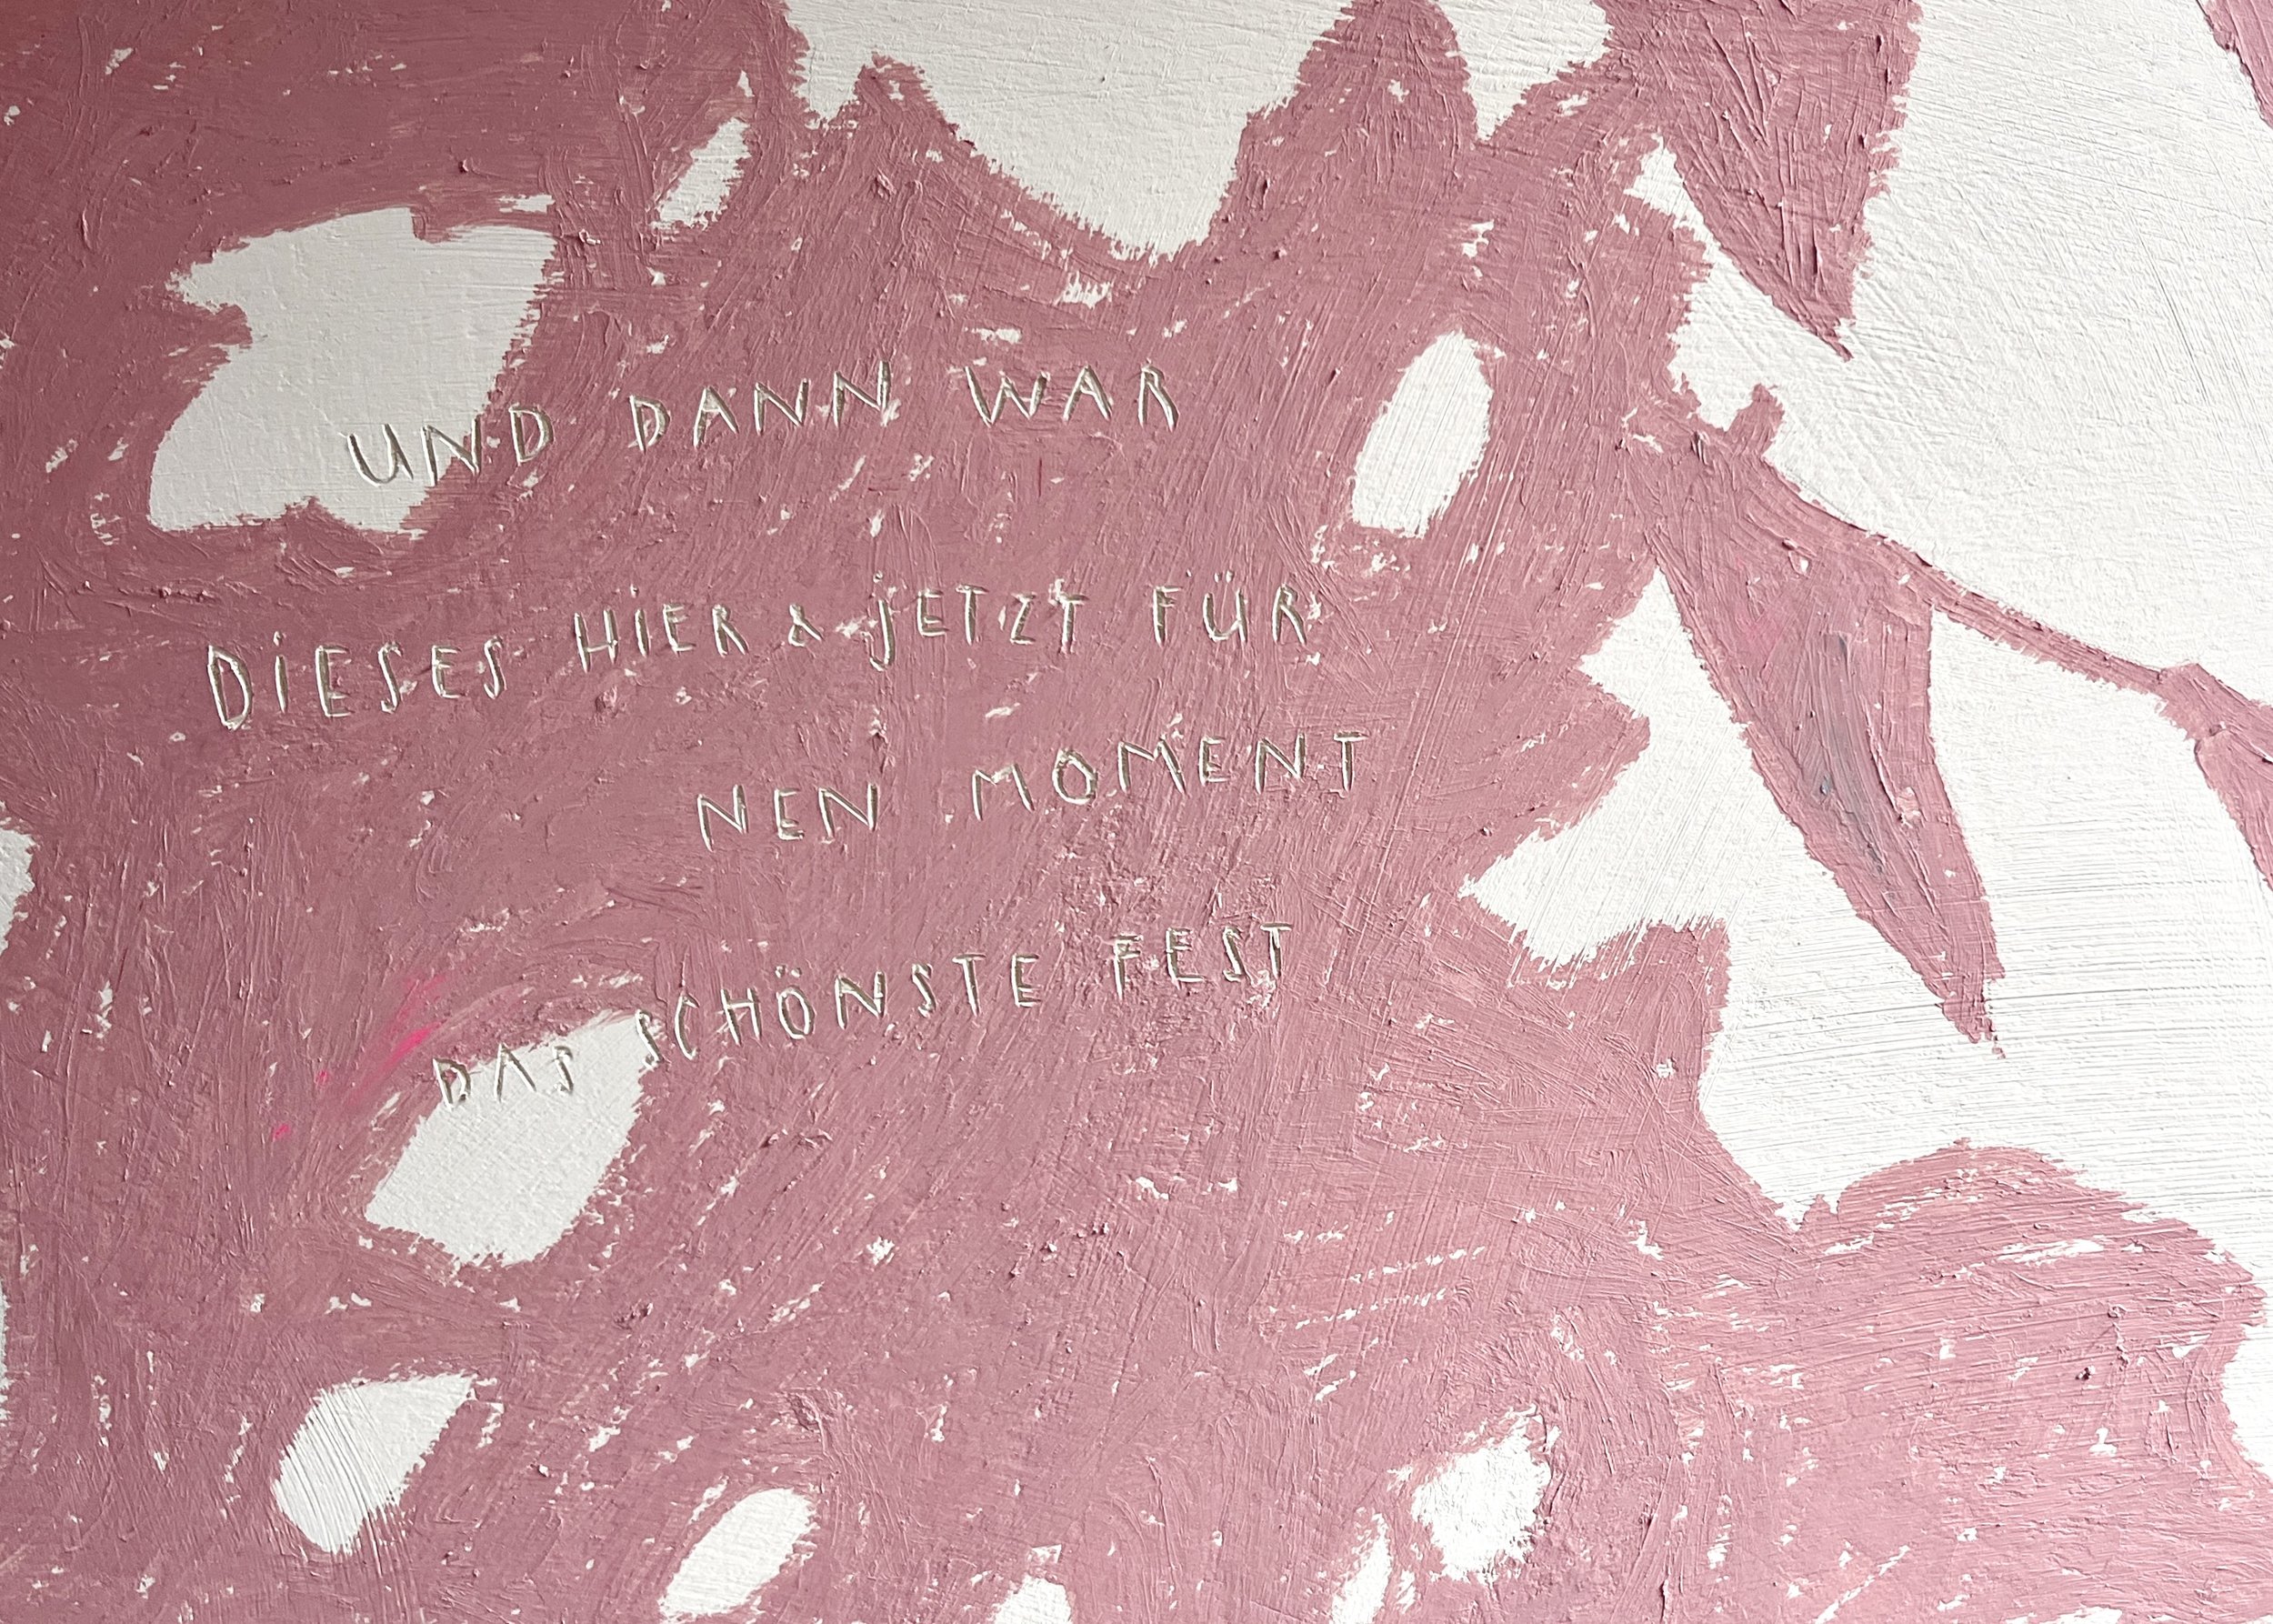 UND DANN WAR
DiESES HiER & JETZT FÜR
NEN MOMENT
DAS SCHÖNSTE FEST